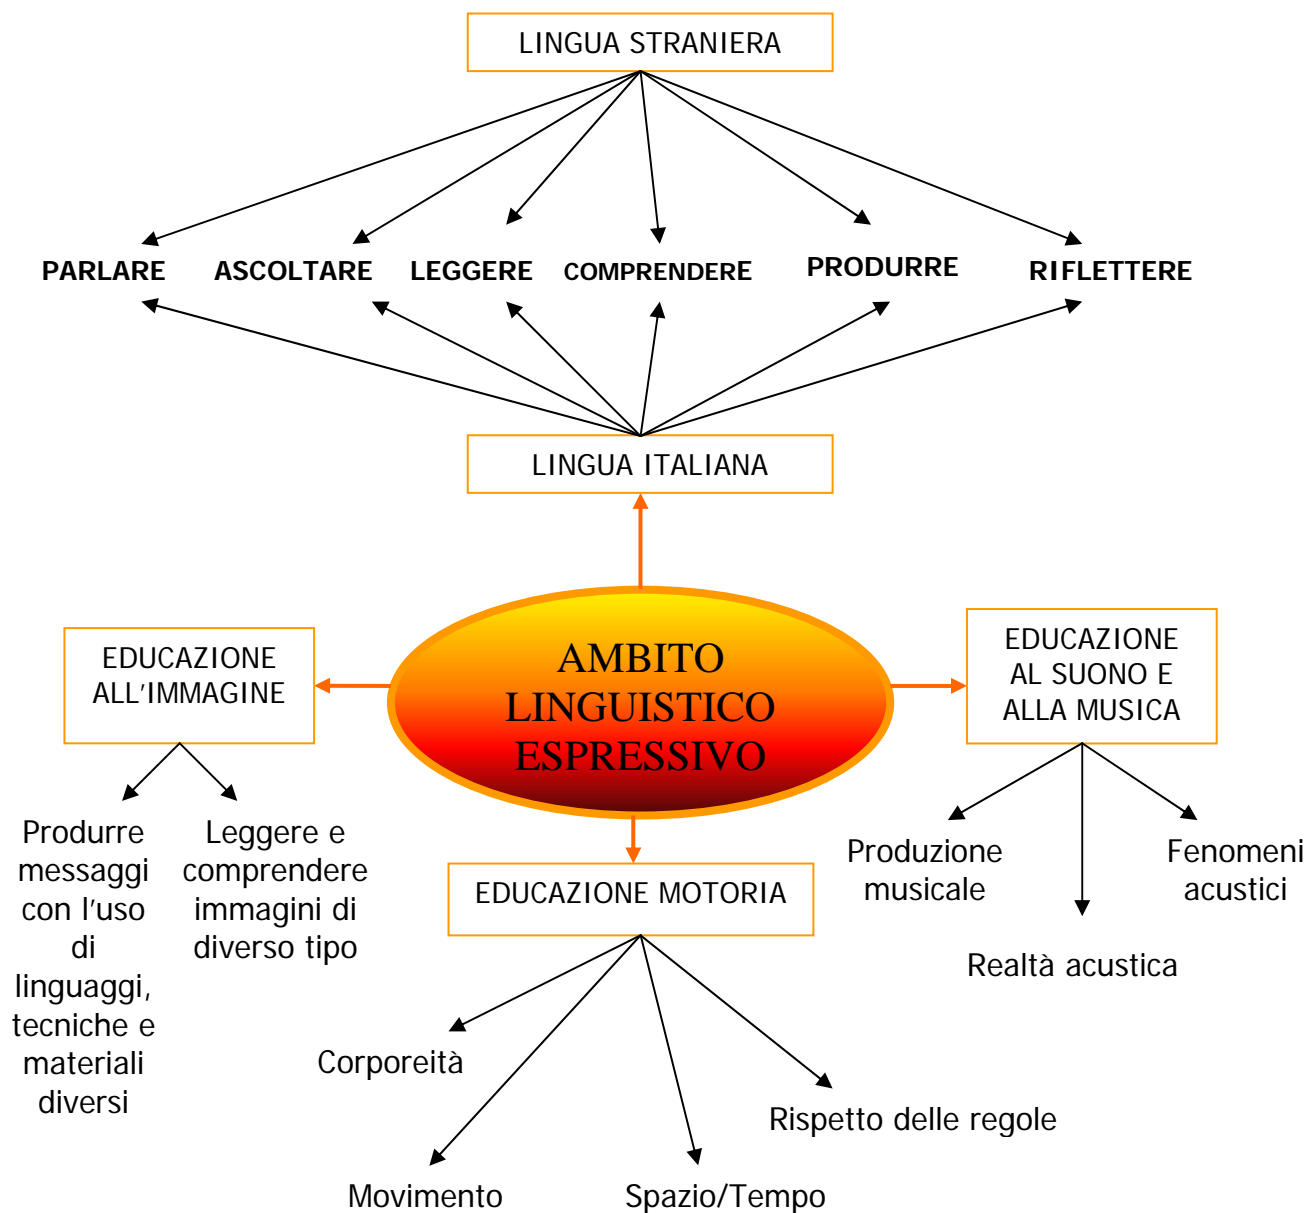 LINGUA STRANIERA
PARLARE
ASCOLTARE
LEGGERE
COMPRENDERE
PRODURRE
RIFLETTERE
LINGUA ITALIANA
AMBITO
LINGUISTICO
ESPRESSIVO
EDUCAZIONE
ALL'IMMAGINE
EDUCAZIONE
AL SUONO E
ALLA MUSICA
Produrre
messaggi
con l'uso
di
linguaggi,
tecniche e
materiali
diversi
Leggere e
comprendere
immagini di
diverso tipo
EDUCAZIONE MOTORIA
Produzione
musicale
Fenomeni
acustici
Realtà acustica
Corporeità
Rispetto delle regole
Movimento
Spazio/Tempo